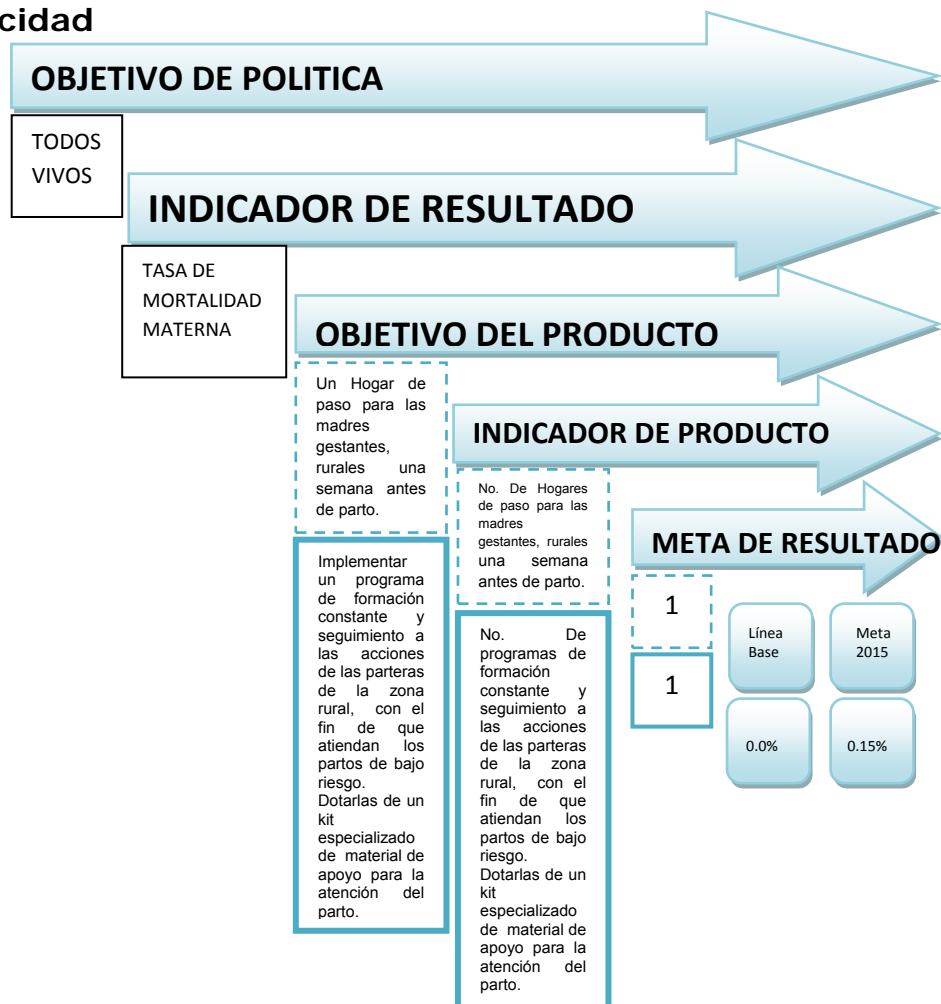 cidad
OBJETIVO DE POLITICA
TODOS
VIVOS
INDICADOR DE RESULTADO
TASA DE
MORTALIDAD
MATERNA
OBJETIVO DEL PRODUCTO
Un Hogar de
paso para las
madres
gestantes,
rurales una
semana antes
de parto.
Implementar
un programa
de formación
constante y
seguimiento a
las acciones
de las parteras
de la zona
rural, con el
fin de que
atiendan los
partos de bajo
riesgo.
Dotarlas de un
kit
especializado
de material de
apoyo para la
atención del
parto.
INDICADOR DE PRODUCTO
No. De Hogares
de paso para las
madres
gestantes, rurales
una semana
antes de parto.
No. De
programas de
formación
constante y
seguimiento a
las acciones
de las parteras
de la zona
rural, con el
fin de que
atiendan los
partos de bajo
riesgo.
Dotarlas de un
kit
especializado
de material de
apoyo para la
atención del
parto.
META DE RESULTADO
1
1
Línea
Base
Meta
2015
0.0%
0.15%